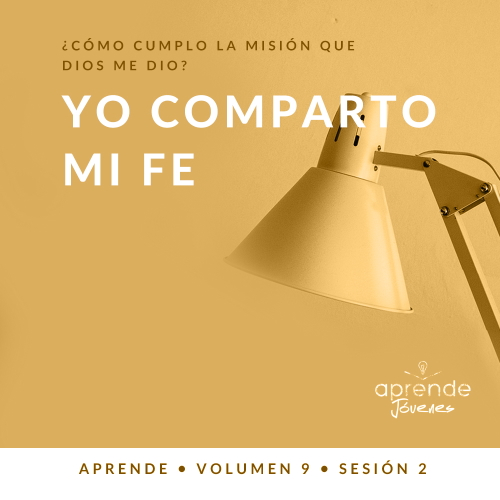 ¿CÓMO CUMPLO LA MISIÓN QUE
DIOS ME DIO?
YO COMPARTO
MI FE
aprende
Jóvenes
APRENDE • VOLUMEN 9 • SESIÓN 2